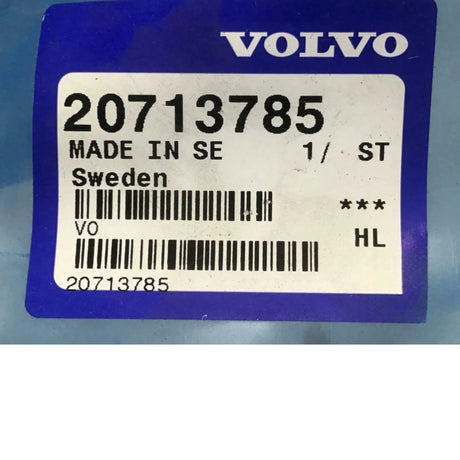 VOLVO
20713785
MADE IN SE 1/ ST
Sweden
***
VO
HL
20713785